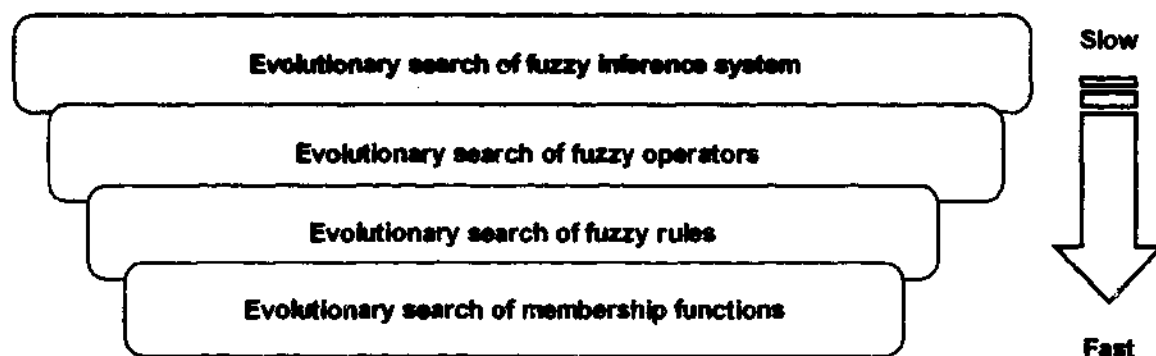 Evolutionary search of fuzzy inference system
Slow
Evolutionary search of fuzzy operators
Evolutionary search of fuzzy rules
Evolutionary search of membership functions
Fast